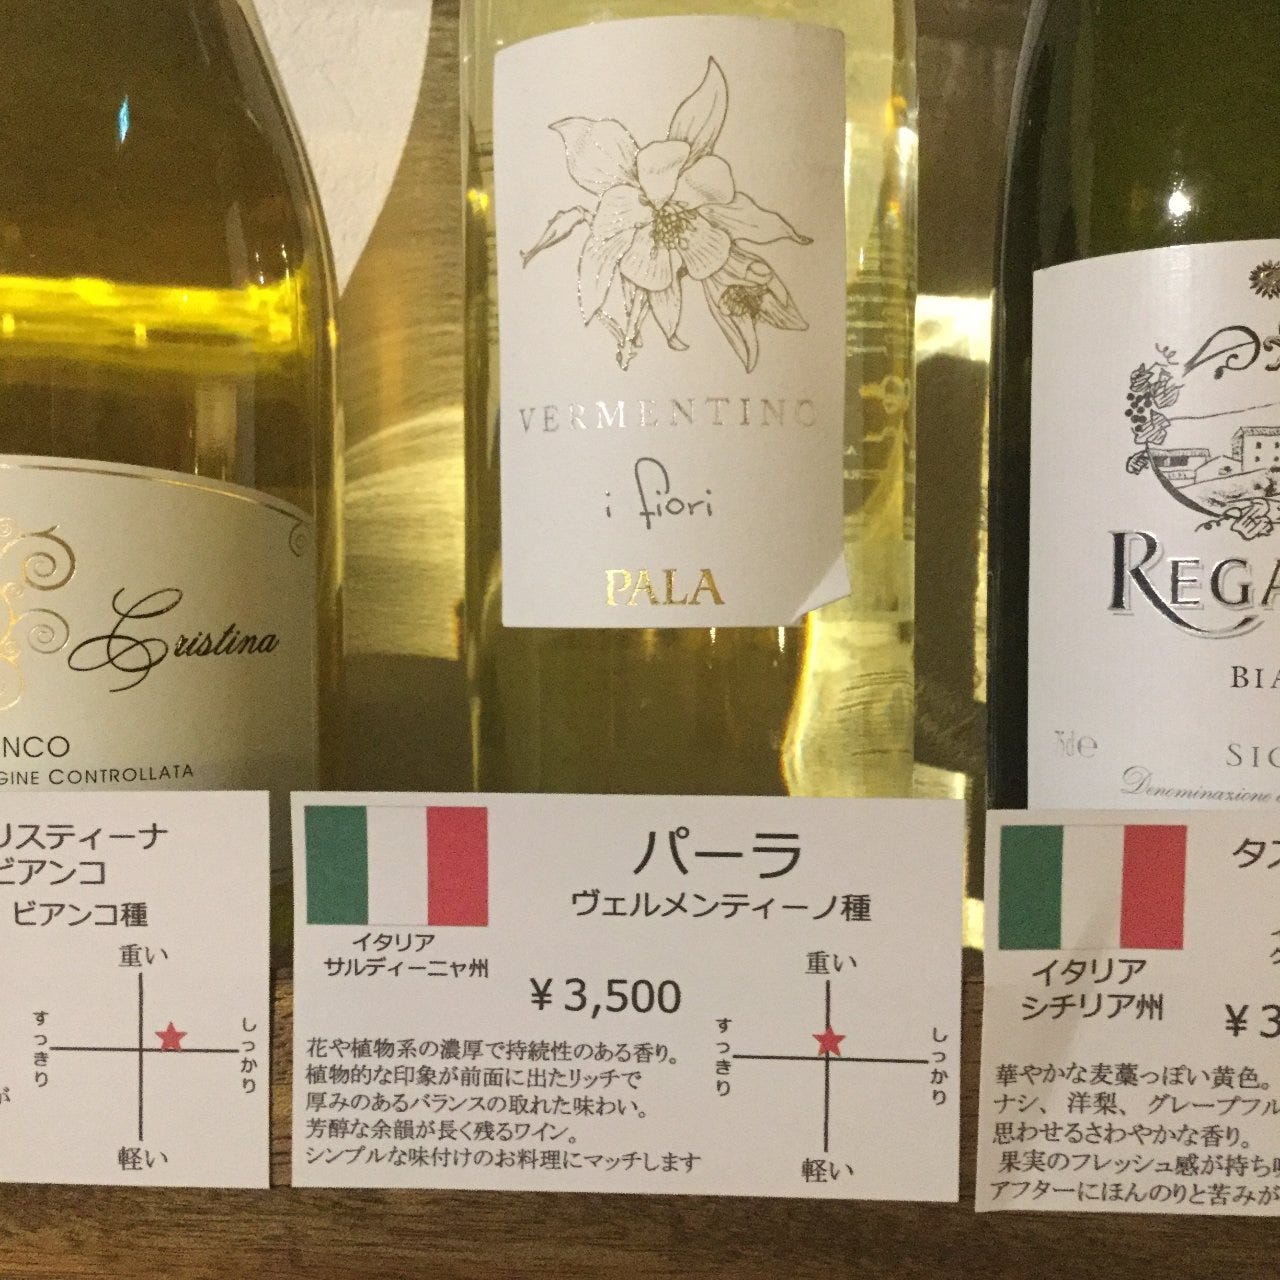 Cristina
NCO
GINE CONTROLLATA
VERMENTINO
i fiori
PALA
REGA
BIA
SIC
75cl e
Denominazione
リスティーナ
ビアンコ
ビアンコ種
重い
すっきり
しっかり
軽い
が
パーラ
ヴェルメンティーノ種
イタリア
サルディーニャ州
¥3,500
花や植物系の濃厚で持続性のある香り。
植物的な印象が前面に出たリッチで
厚みのあるバランスの取れた味わい。
芳醇な余韻が長く残るワイン。
シンプルな味付けのお料理にマッチします
重い
すっきり
しっかり
軽い
タス
イタリア
シチリア州
¥3
華やかな麦藁っぽい黄色。
ナシ、洋梨、グレープフル
思わせるさわやかな香り。
果実のフレッシュ感が持ち味
アフターにほんのりと苦みが